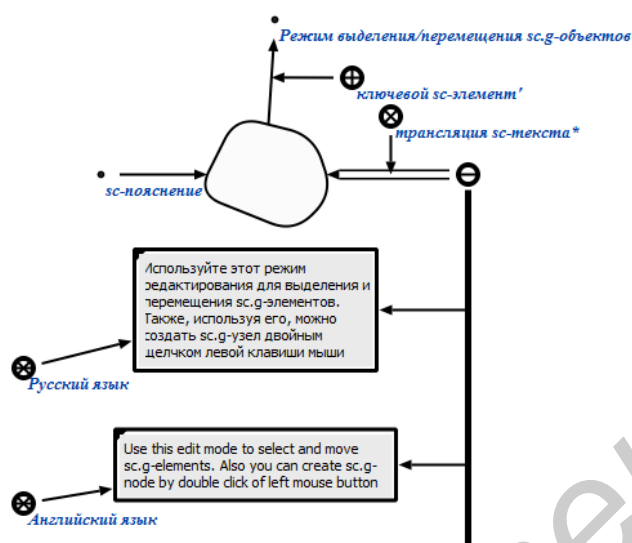 Режим выделения/перемещения sc.g-объектов
ключевой sc-элемент'
трансляция sc-текста*
sc-пояснение
Используйте этот режим
редактирования для выделения и
перемещения sc.g-элементов.
Также, используя его, можно
создать sc.g-узел двойным
щелчком левой клавиши мыши
Русский язык
Use this edit mode to select and move
sc.g-elements. Also you can create sc.g-
node by double click of left mouse button
Английский язык